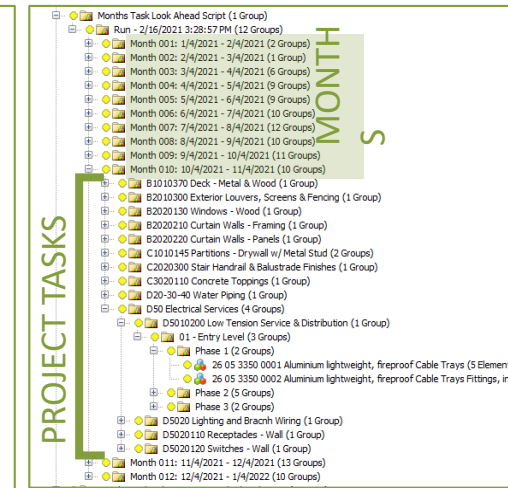 Months Task Look Ahead Script (1 Group)
Run - 2/16/2021 3:28:57 PM (12 Groups)
Month 001: 1/4/2021 - 2/4/2021 (2 Groups)
Month 002: 2/4/2021 - 3/4/2021 (1 Group)
Month 003: 3/4/2021 - 4/4/2021 (6 Groups)
Month 004: 4/4/2021 - 5/4/2021 (9 Groups)
Month 005: 5/4/2021 - 6/4/2021 (9 Groups)
Month 006: 6/4/2021 - 7/4/2021 (10 Groups)
Month 007: 7/4/2021 - 8/4/2021 (12 Groups)
Month 008: 8/4/2021 - 9/4/2021 (10 Groups)
Month 009: 9/4/2021 - 10/4/2021 (11 Groups)
Month 010: 10/4/2021 - 11/4/2021 (10 Groups)
MONTH
S
PROJECT TASKS
B1010370 Deck - Metal & Wood (1 Group)
B2010300 Exterior Louvers, Screens & Fencing (1 Group)
B2020130 Windows - Wood (1 Group)
B2020210 Curtain Walls - Framing (1 Group)
B2020220 Curtain Walls - Panels (1 Group)
C1010145 Partitions - Drywall w/ Metal Stud (2 Groups)
C2020300 Stair Handrail & Balustrade Finishes (1 Group)
C3020110 Concrete Toppings (1 Group)
D20-30-40 Water Piping (1 Group)
D50 Electrical Services (4 Groups)
D5010200 Low Tension Service & Distribution (1 Group)
01 - Entry Level (3 Groups)
Phase 1 (2 Groups)
26 05 3350 0001 Aluminium lightweight, fireproof Cable Trays (5 Element
26 05 3350 0002 Aluminium lightweight, fireproof Cable Trays Fittings, in
Phase 2 (5 Groups)
Phase 3 (2 Groups)
D5020 Lighting and Bracnh Wiring (1 Group)
D5020110 Receptacles - Wall (1 Group)
D5020120 Switches - Wall (1 Group)
Month 011: 11/4/2021 - 12/4/2021 (13 Groups)
Month 012: 12/4/2021 - 1/4/2022 (10 Groups)